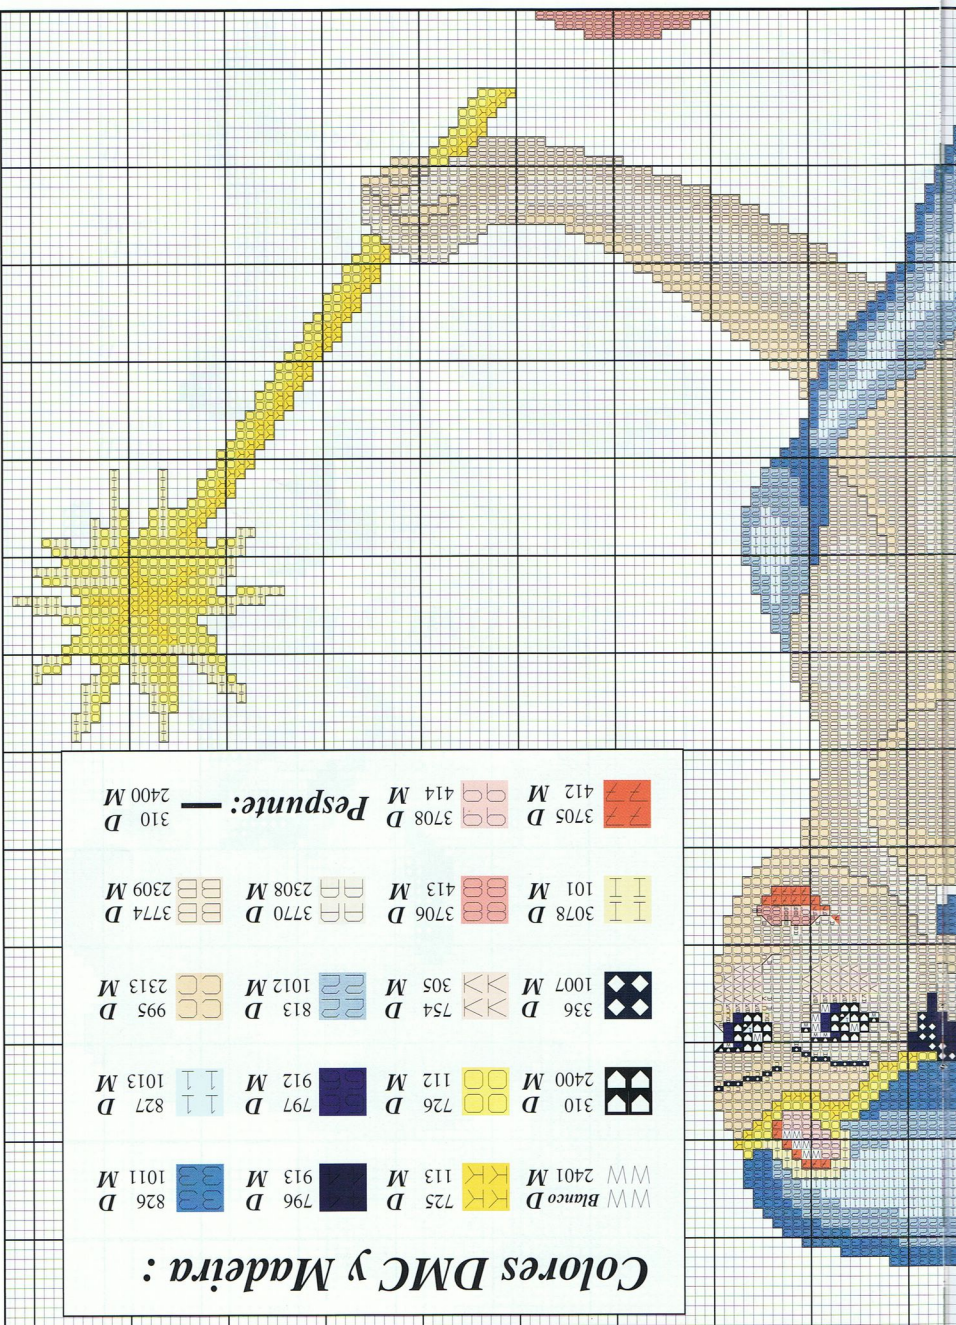 Colores DMC y Madeira :
Blanco D 725 D 796 D 826 D
2401 M 113 M 913 M 1011 M
310 D 726 D 797 D 827 D
2400 M 112 M 912 M 1013 M
336 D 754 D 813 D 995 D
1007 M 305 M 1012 M 2313 M
3078 D 3706 D 3770 D 3774 D
101 M 413 M 2308 M 2309 M
3705 D 3708 D Pespunte: 310 D
412 M 414 M 2400 M